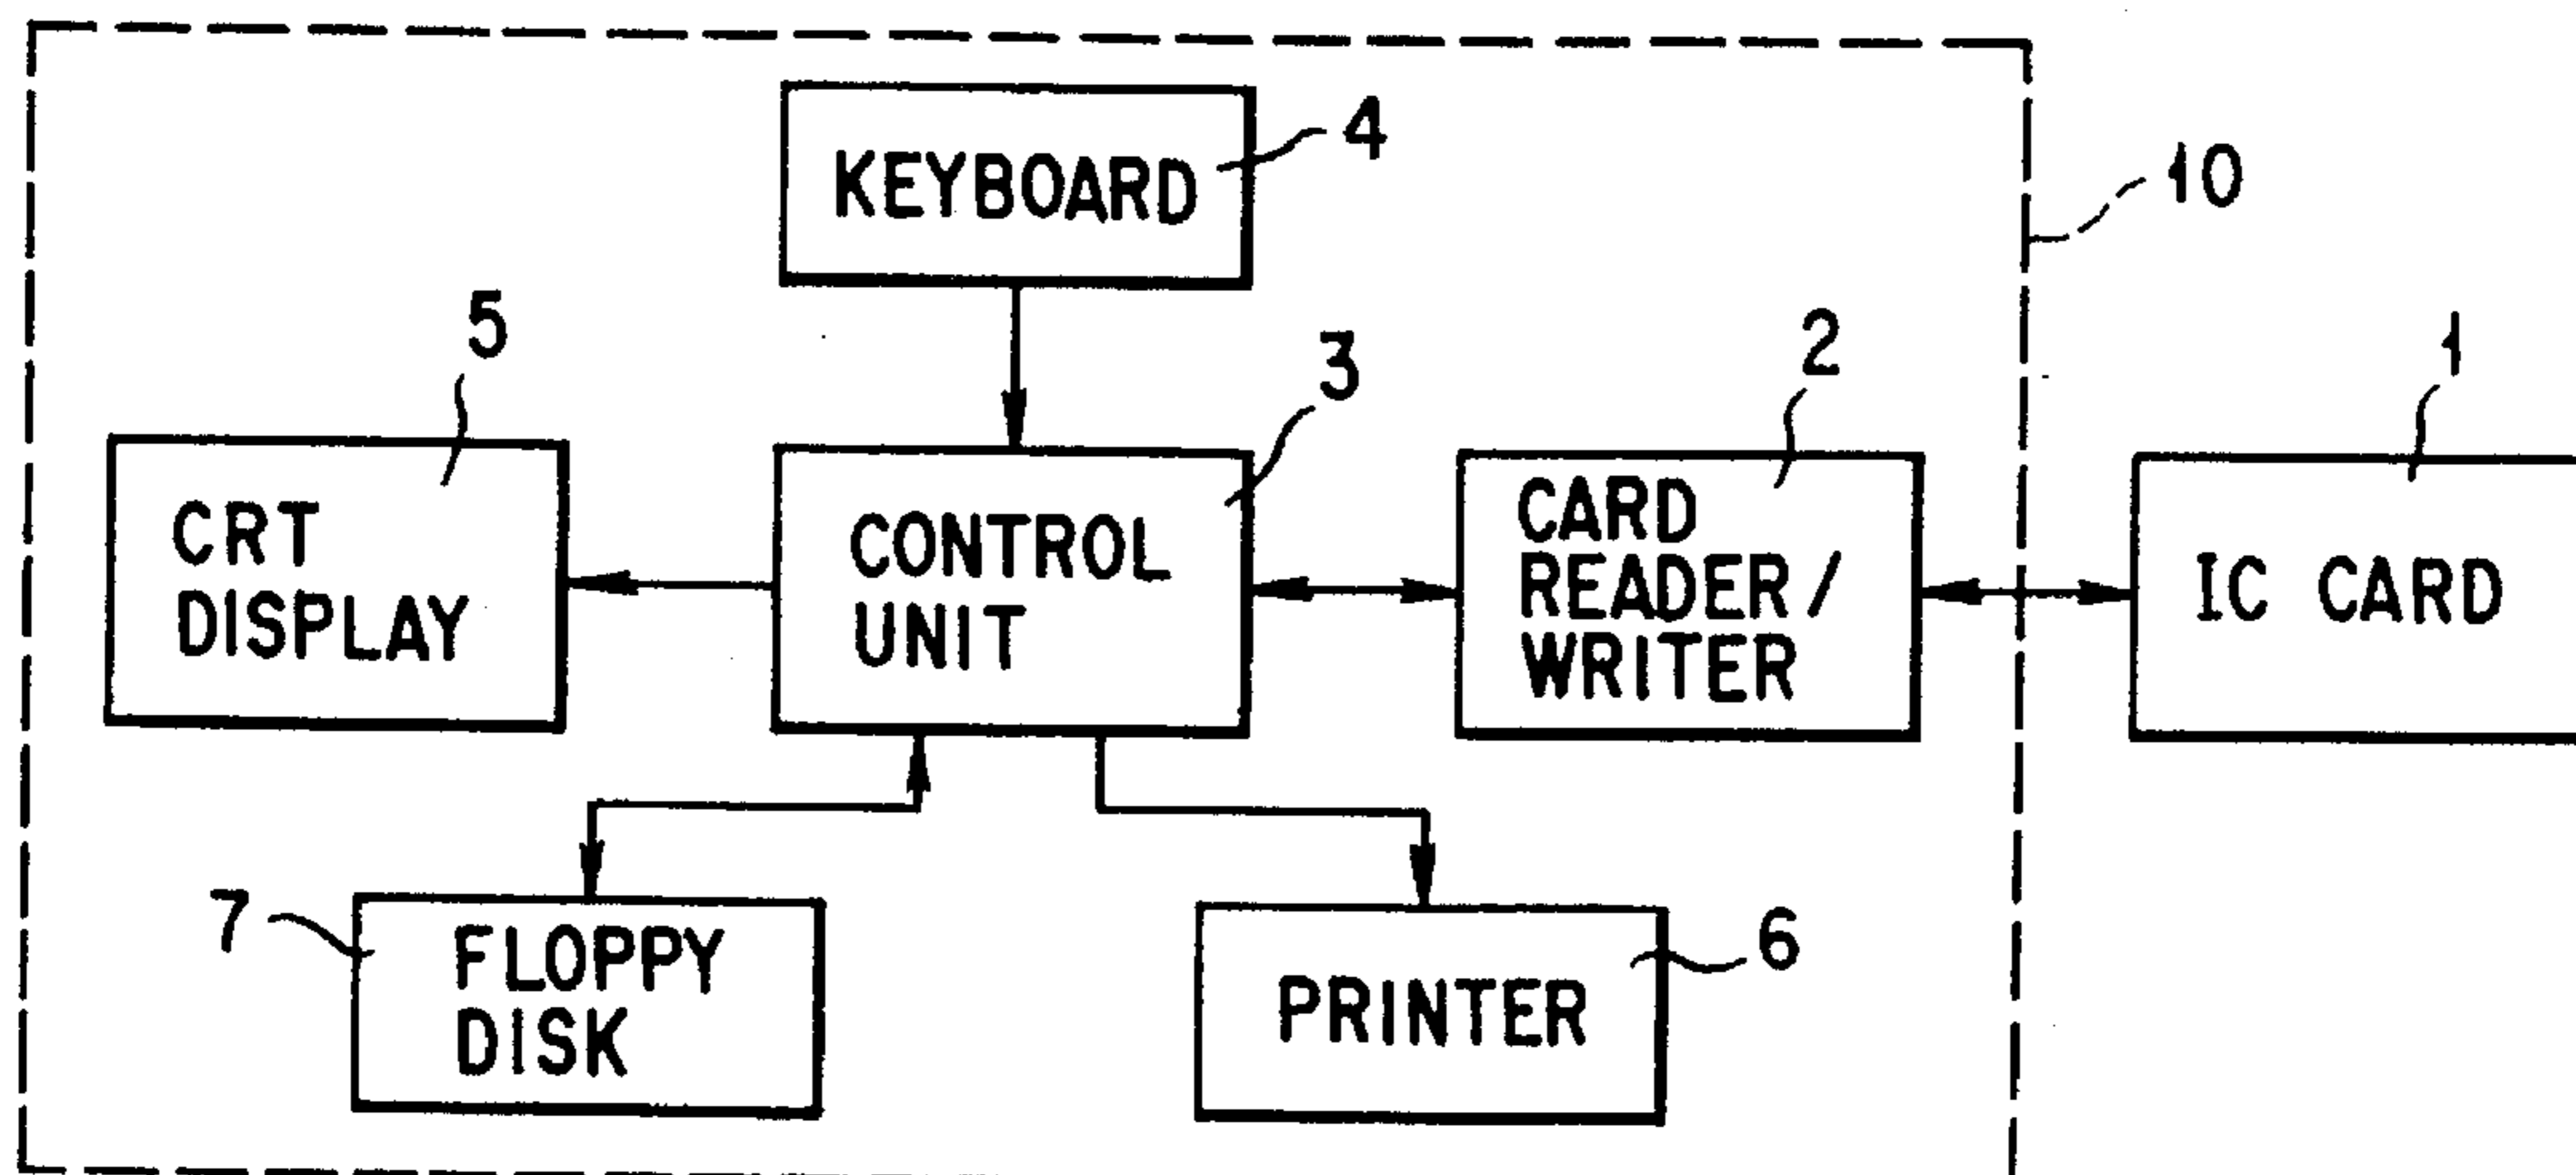 KEYBOARD
4
10
5
3
2
1
CRT
DISPLAY
CONTROL
UNIT
CARD
READER/
WRITER
IC CARD
7
FLOPPY
DISK
PRINTER
6